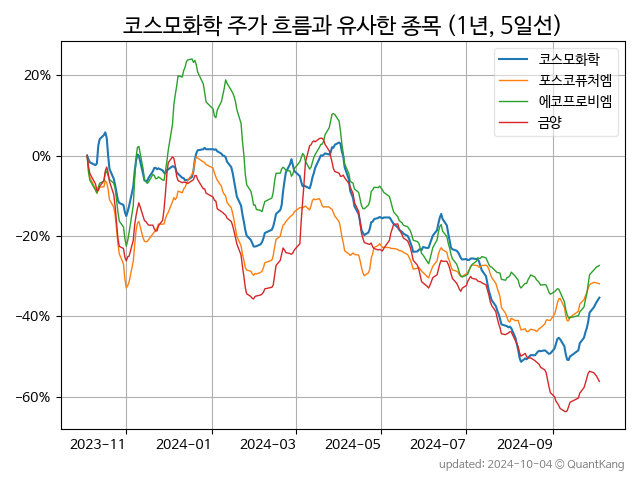 코스모화학 주가 흐름과 유사한 종목 (1년, 5일선)
코스모화학
포스코퓨처엠
에코프로비엠
금양
20%
0%
−20%
−40%
−60%
2023-11
2024-01
2024-03
2024-05
2024-07
2024-09
updated: 2024-10-04 © QuantKang